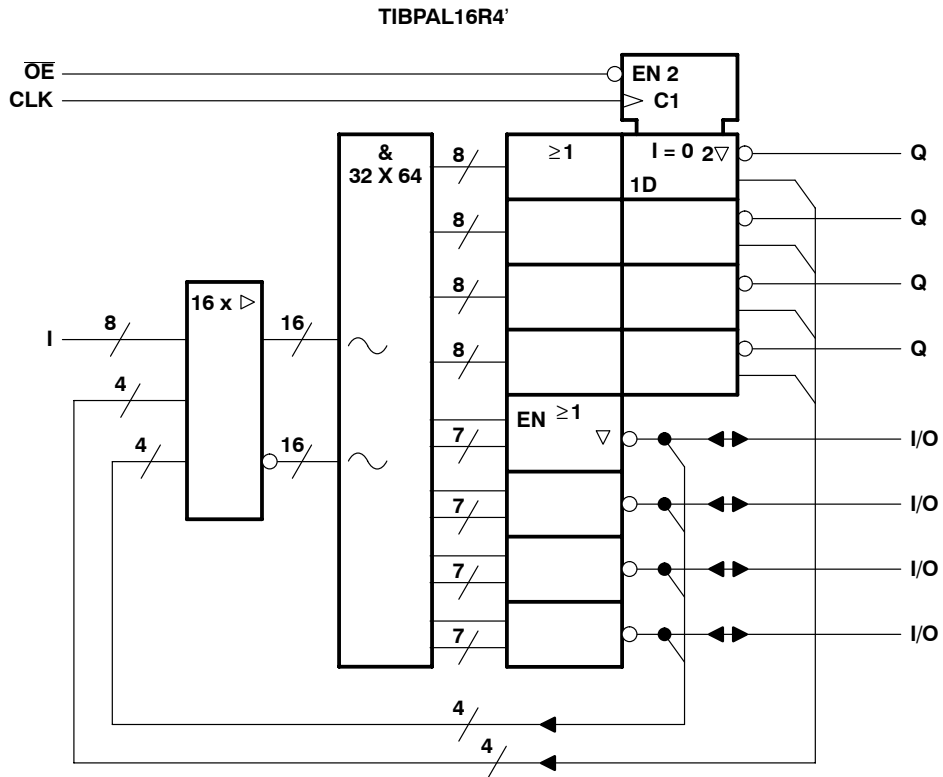 TIBPAL16R4’
OE
EN 2
CLK
C1
&
32 X 64
8
≥1
I = 0
2▽
Q
1D
8
Q
8
Q
16 x ▷
I
8
16
8
Q
4
EN
≥1
▽
7
I/O
4
16
7
I/O
7
I/O
7
I/O
4
4